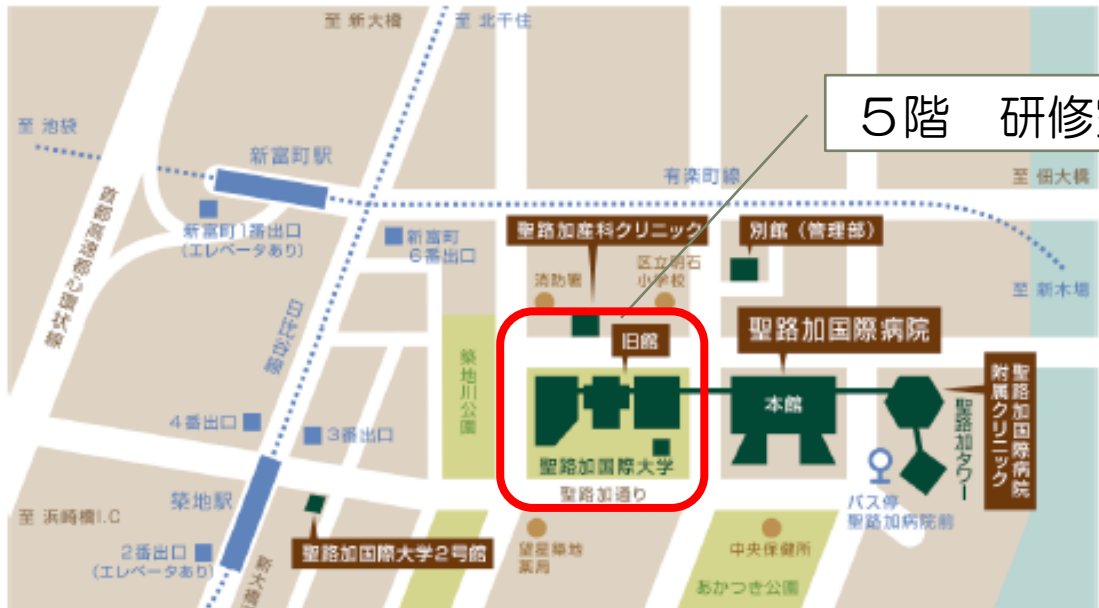 至 新大橋
至 北千住
5階　研修
至 池袋
新富町駅
有楽町線
至 佃大橋
首都高速都心環状線
新富町1番出口
(エレベータあり)
新富町
6番出口
聖路加産科クリニック
別館（管理部）
消防署
区立明石
小学校
至 新木場
日比谷線
旧館
聖路加国際病院
築地川公園
本館
聖路加国際病院
附属クリニック
聖路加タワー
4番出口
3番出口
聖路加国際大学
聖路加通り
バス停
聖路加病院前
築地駅
至 浜崎橋I.C
聖路加国際大学2号館
2番出口
(エレベータあり)
新大橋
望星築地
薬局
中央保健所
あかつき公園